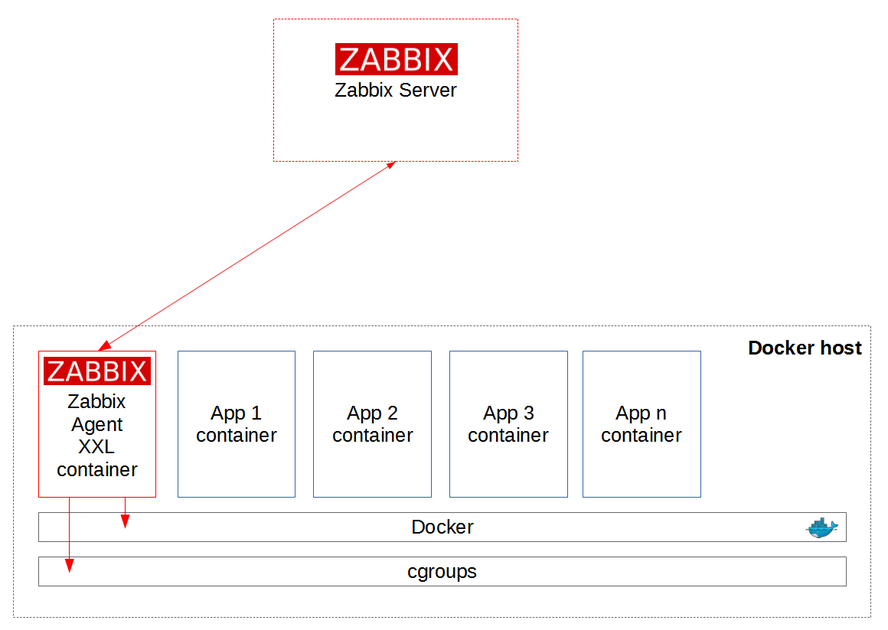 ZABBIX
Zabbix Server
Docker host
ZABBIX
Zabbix
Agent
XXL
container
App 1
container
App 2
container
App 3
container
App n
container
Docker
cgroups